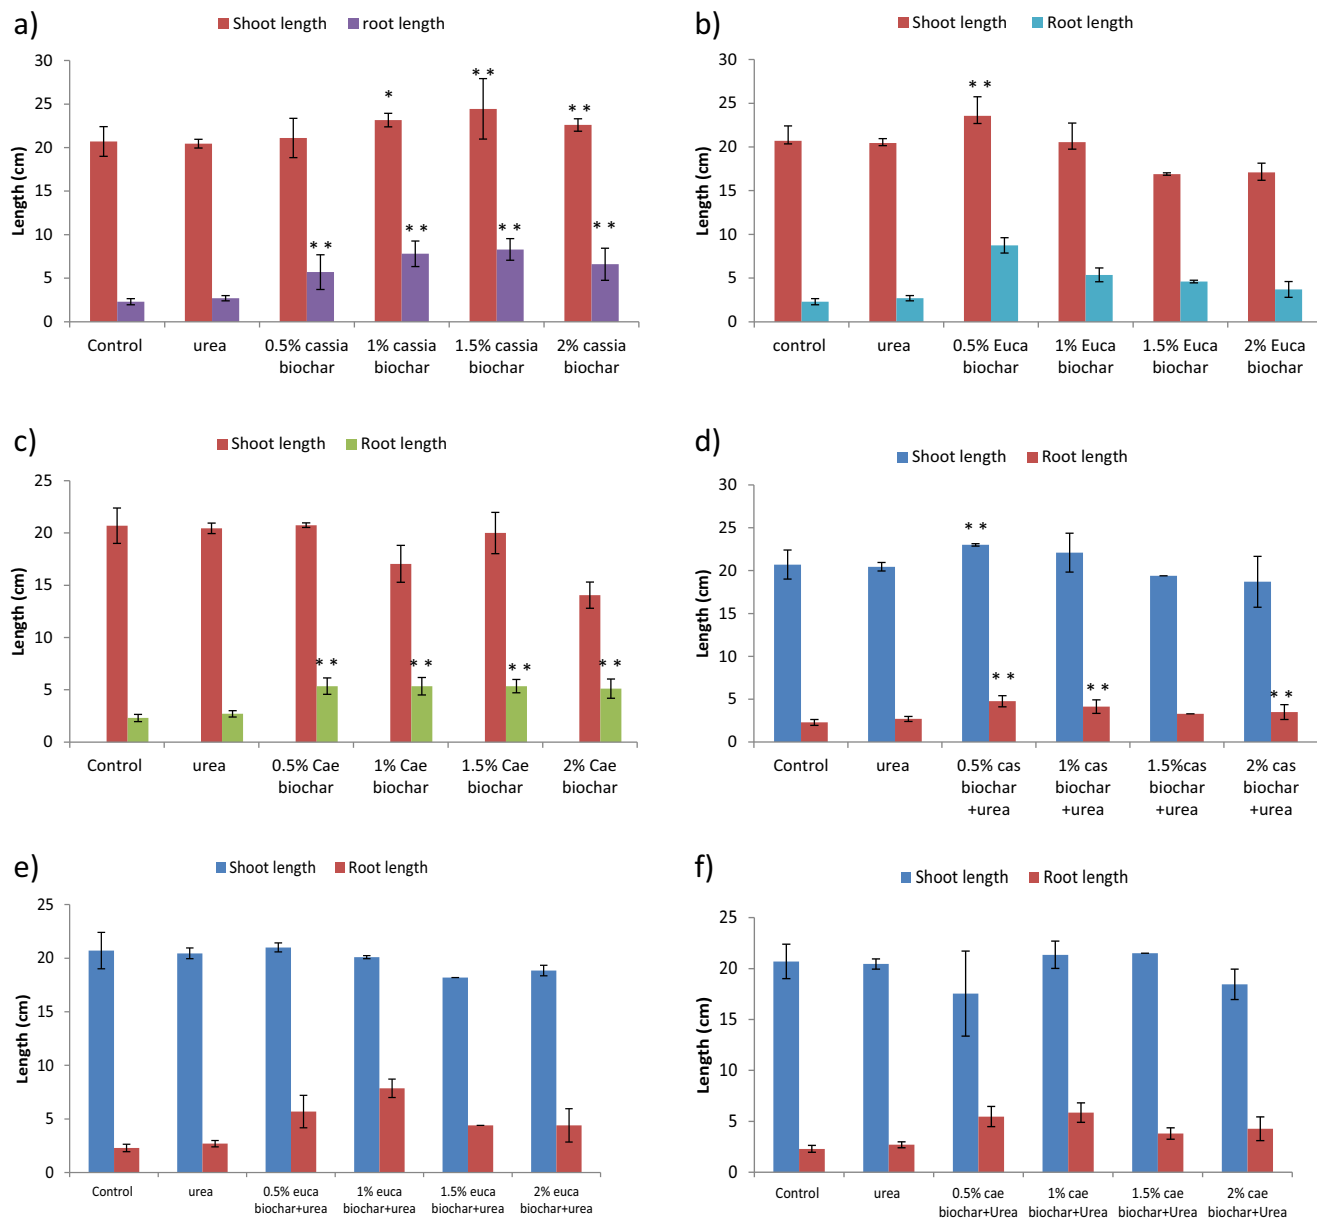 a)
Shoot length root length
30
25
20
15
10
5
0
Length (cm)
* * * * * * *
* * * * * * * *
Control urea 0.5% cassia 1% cassia 1.5% cassia 2% cassia
biochar biochar biochar biochar
b)
Shoot length Root length
30
25
20
15
10
5
0
Length (cm)
* *
control urea 0.5% Euca 1% Euca 1.5% Euca 2% Euca
biochar biochar biochar biochar
c)
Shoot length Root length
25
20
15
10
5
0
Length (cm)
* * * * * * * *
Control urea 0.5% Cae 1% Cae 1.5% Cae 2% Cae
biochar biochar biochar biochar
d)
Shoot length Root length
30
25
20
15
10
5
0
Length (cm)
* *
* * * * * *
Control urea 0.5% cas 1% cas 1.5%cas 2% cas
biochar biochar biochar biochar
+urea +urea +urea +urea
e)
Shoot length Root length
25
20
15
10
5
0
Length (cm)
Control urea 0.5% euca 1% euca 1.5% euca 2% euca
biochar+urea biochar+urea biochar+urea biochar+urea
f)
Shoot length Root length
25
20
15
10
5
0
Length (cm)
Control urea 0.5% cae 1% cae 1.5% cae 2% cae
biochar+Urea biochar+Urea biochar+Urea biochar+Urea